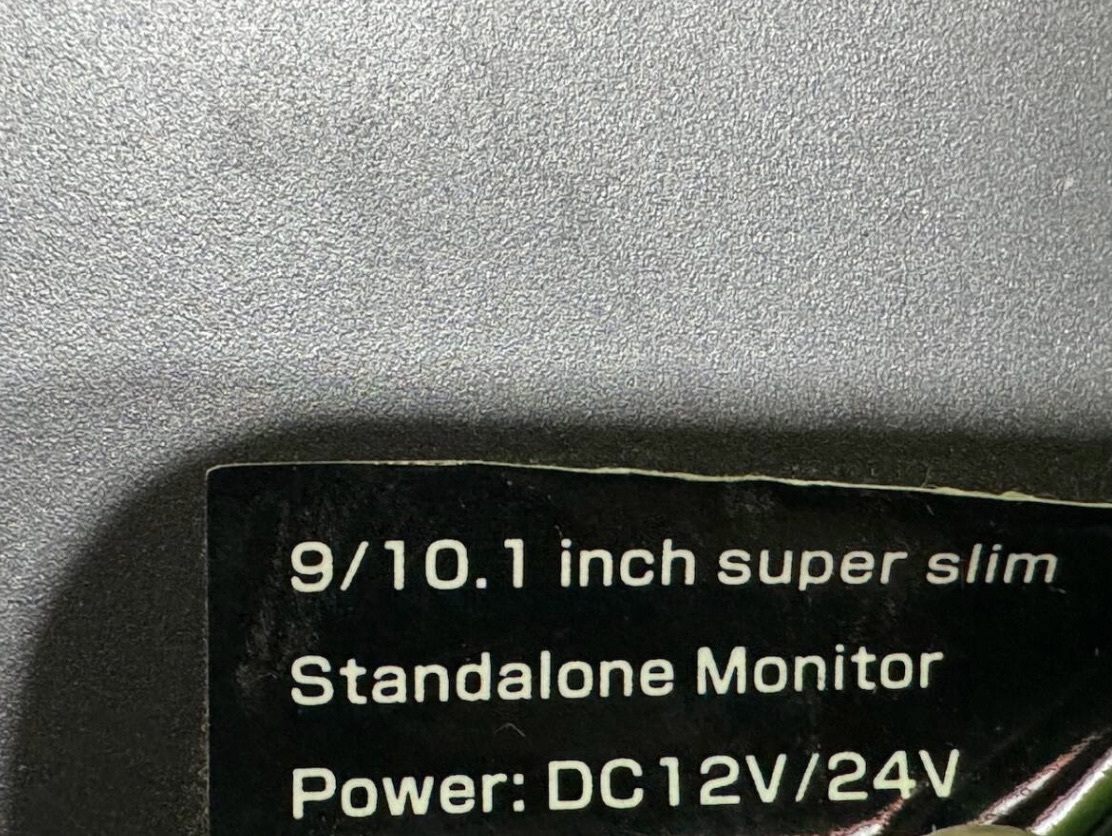 9/10.1 inch super slim
Standalone Monitor
Power: DC12V/24V